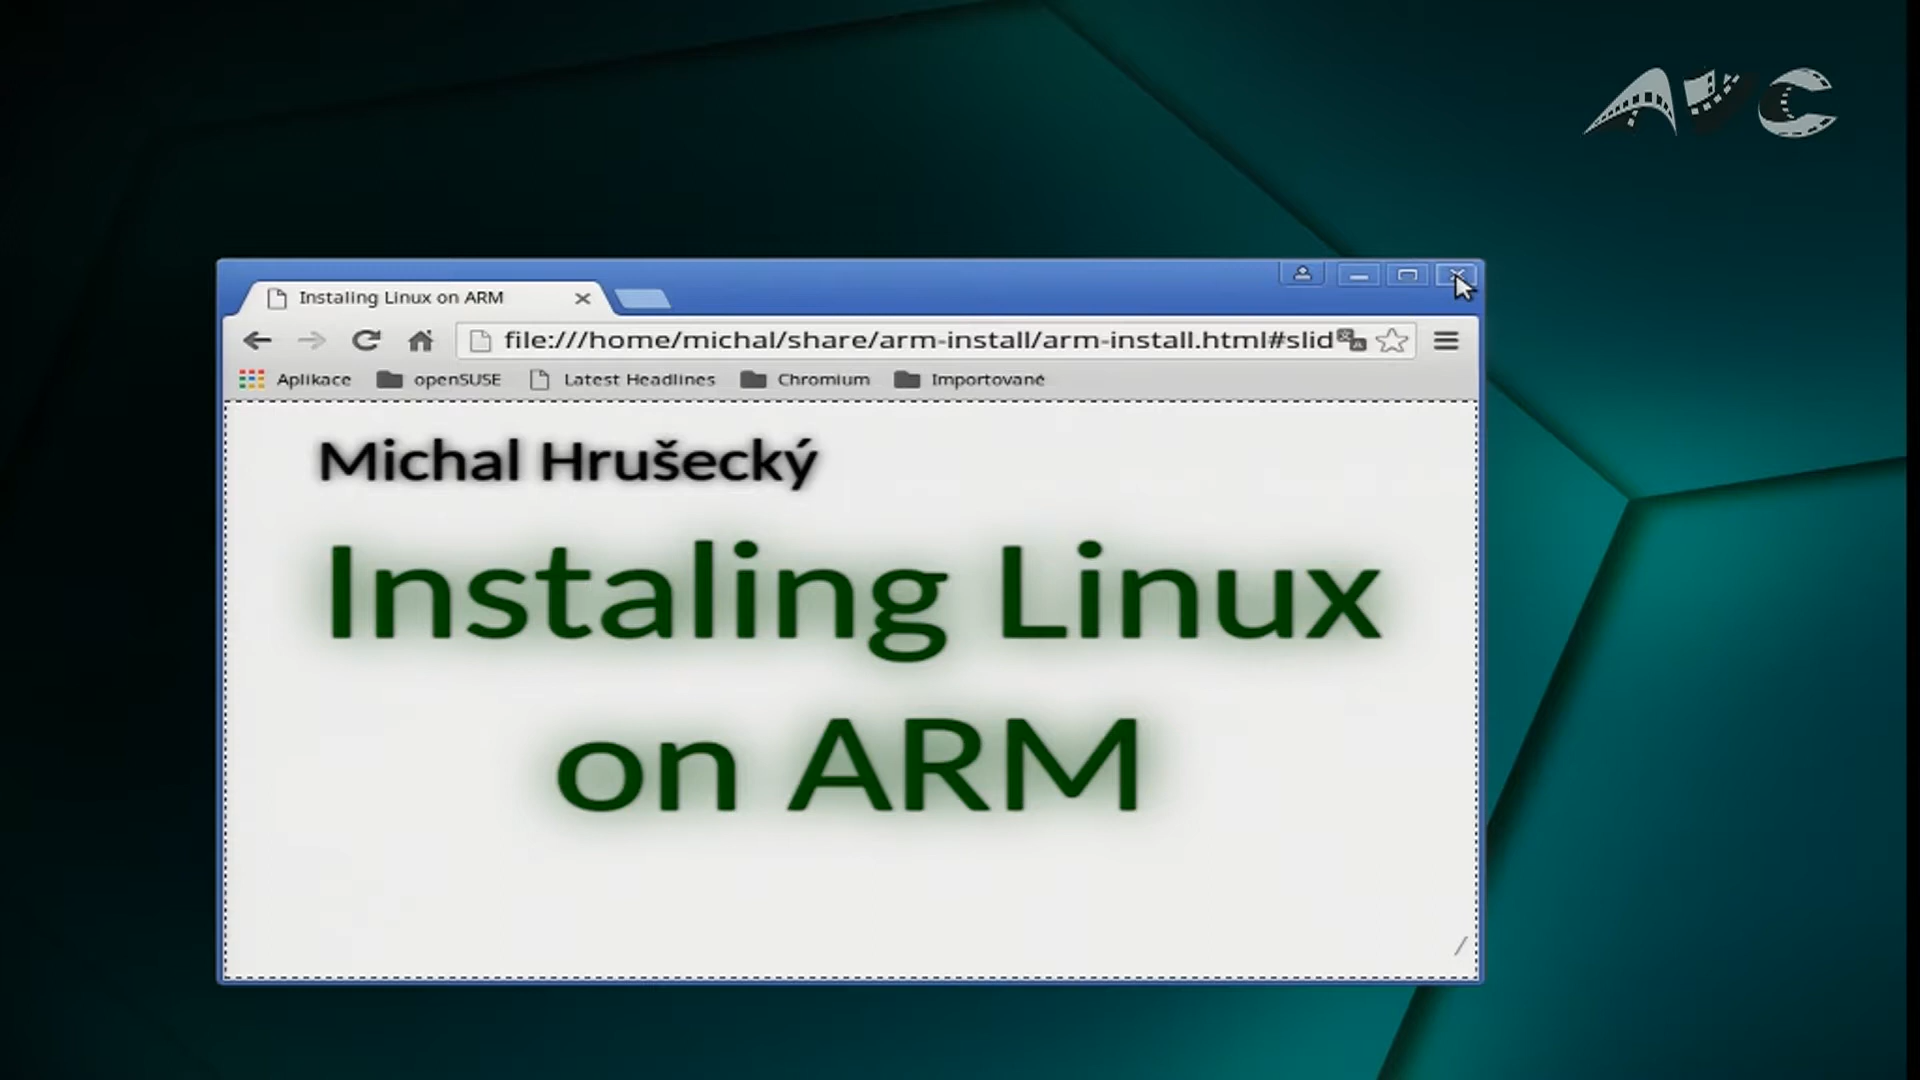 AVC
Instaling Linux on ARM
file:///home/michal/share/arm-install/arm-install.html#slid
Aplikace openSUSE Latest Headlines Chromium Importované
Michal Hrušecký
Instaling Linux
on ARM
/